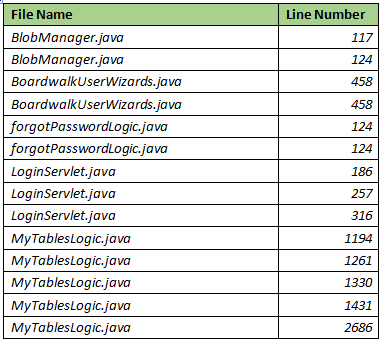 File Name Line Number
BlobManager.java 117
BlobManager.java 124
BoardwalkUserWizards.java 458
BoardwalkUserWizards.java 458
forgotPasswordLogic.java 124
forgotPasswordLogic.java 124
LoginServlet.java 186
LoginServlet.java 257
LoginServlet.java 316
MyTablesLogic.java 1194
MyTablesLogic.java 1261
MyTablesLogic.java 1330
MyTablesLogic.java 1431
MyTablesLogic.java 2686